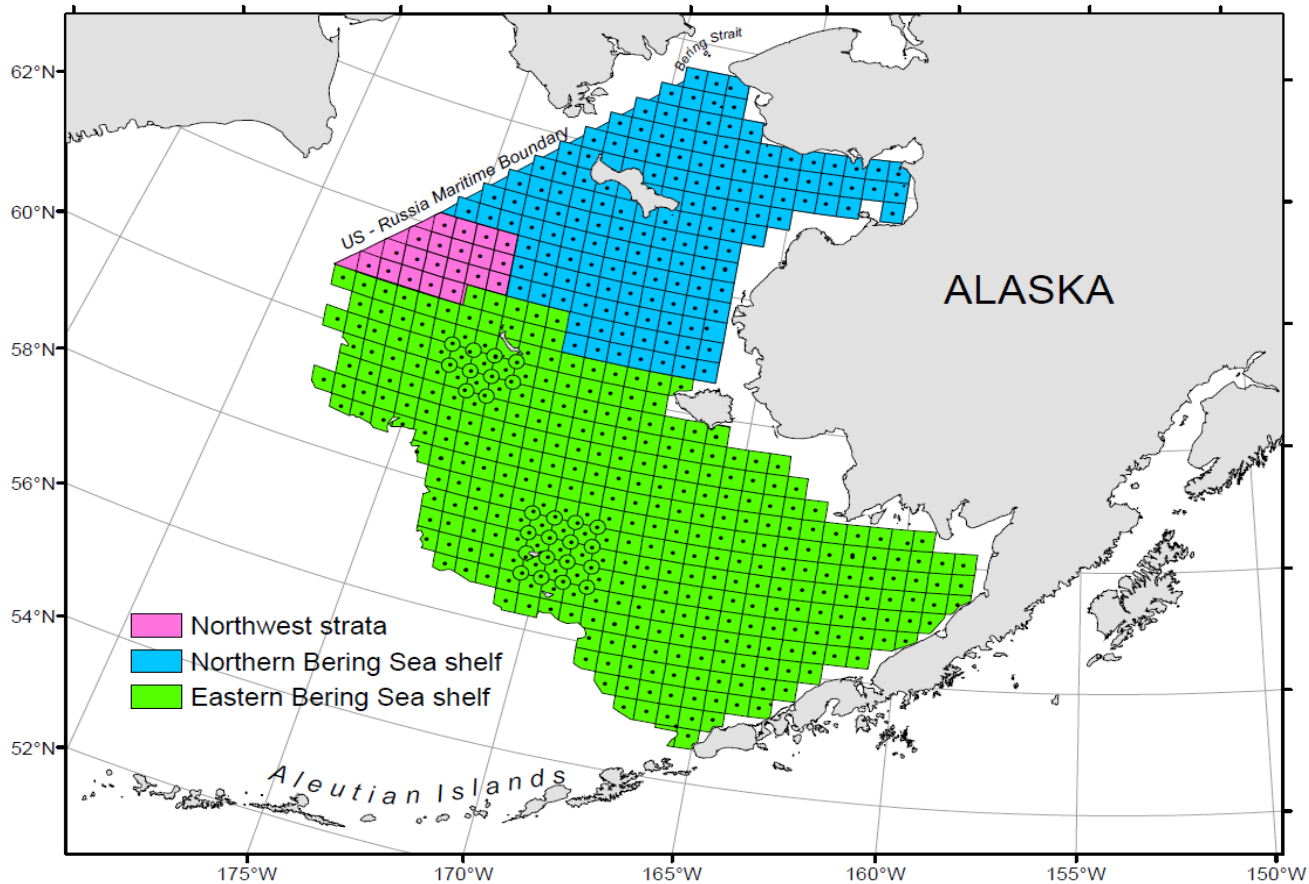 62°N
60°N
58°N
56°N
54°N
52°N
Bering Strait
US - Russia Maritime Boundary
ALASKA
Northwest strata
Northern Bering Sea shelf
Eastern Bering Sea shelf
Aleutian Islands
175°W
170°W
165°W
160°W
155°W
150°W